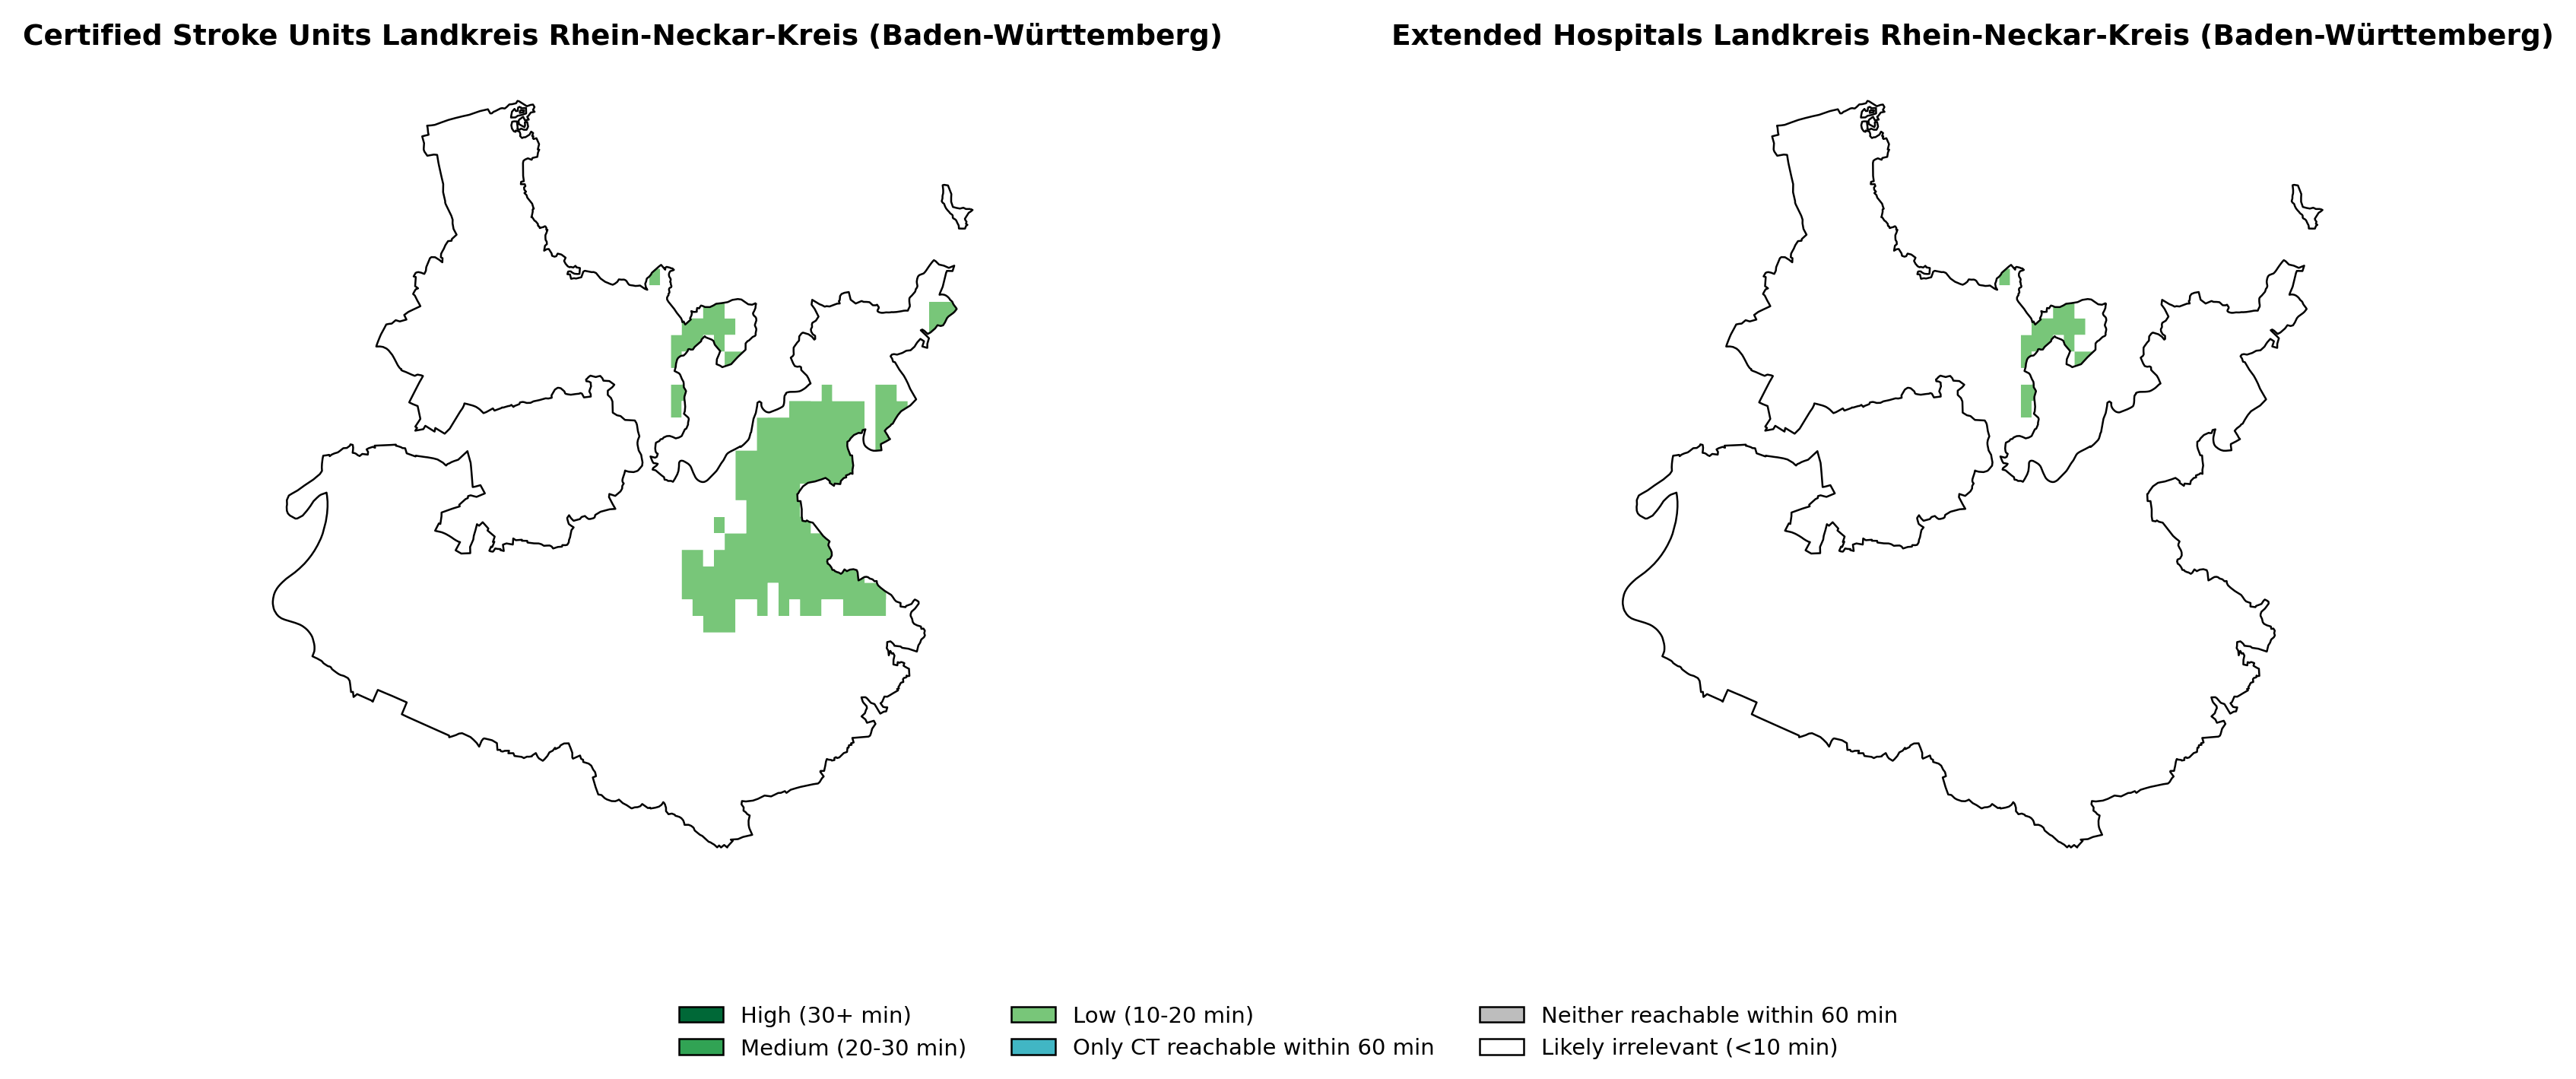 Certified Stroke Units Landkreis Rhein-Neckar-Kreis (Baden-Württemberg)
Extended Hospitals Landkreis Rhein-Neckar-Kreis (Baden-Württemberg)
High (30+ min)
Medium (20-30 min)
Low (10-20 min)
Only CT reachable within 60 min
Neither reachable within 60 min
Likely irrelevant (<10 min)